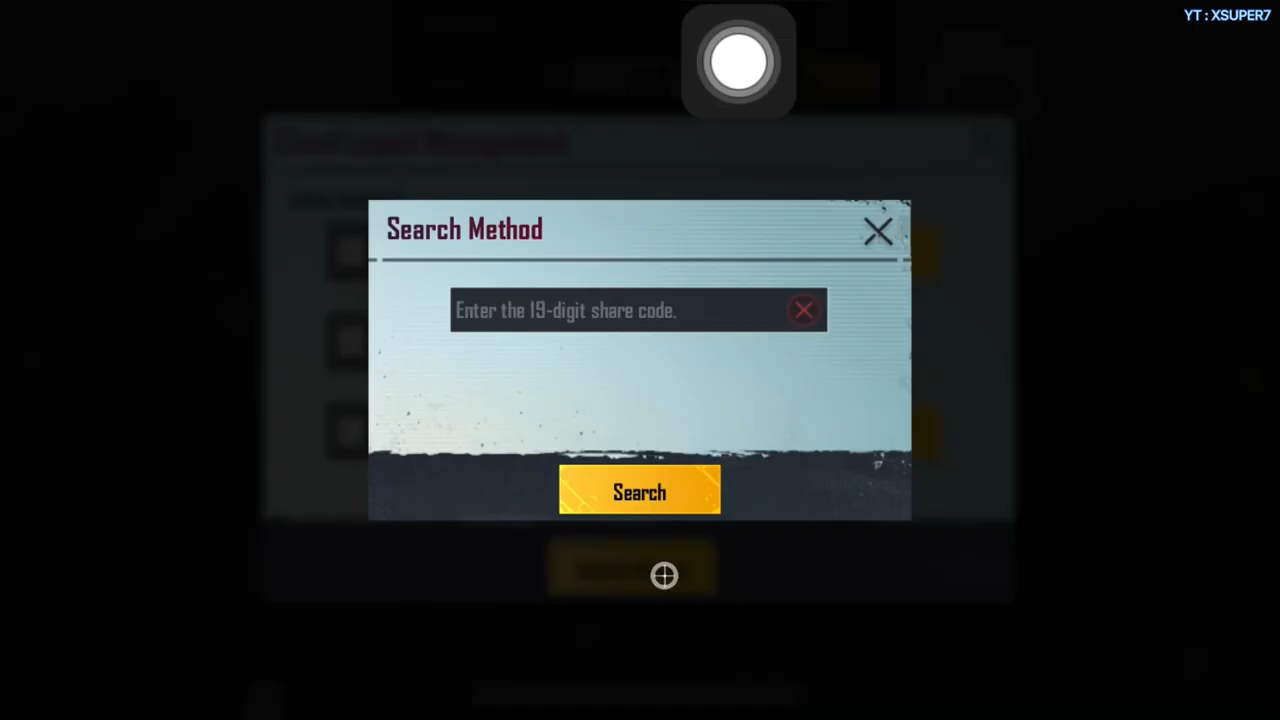 YT : XSUPER7
Search Method
Enter the 19-digit share code.
Search